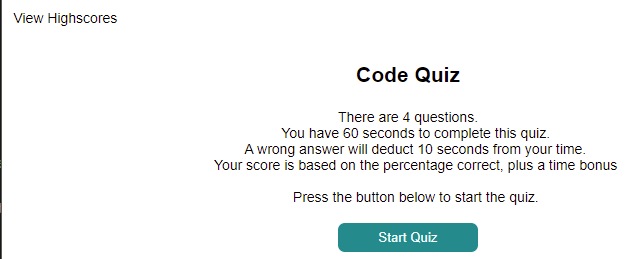 View Highscores
Code Quiz
There are 4 questions.
You have 60 seconds to complete this quiz.
A wrong answer will deduct 10 seconds from your time.
Your score is based on the percentage correct, plus a time bonus
Press the button below to start the quiz.
Start Quiz